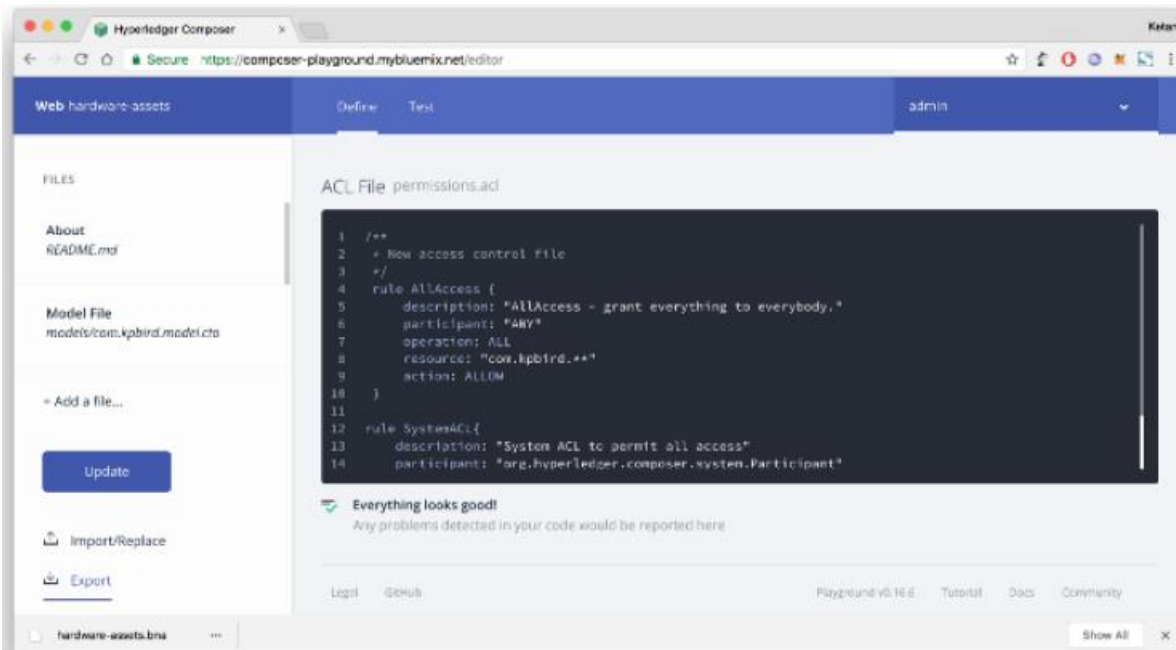 Hyperledger Composer
Ketan
Secure https://composer-playground.mybluemix.net/editor
Web hardware-assets
Define
Test
admin
FILES
About
README.md
Model File
models/com.kpbird.model.cto
+ Add a file...
Update
Import/Replace
Export
ACL File permissions.acl
1 /**
2 * New access control file
3 */
4 rule AllAccess {
5 description: "AllAccess - grant everything to everybody."
6 participant: "ANY"
7 operation: ALL
8 resource: "com.kpbird.**"
9 action: ALLOW
10 }
11
12 rule SystemACL{
13 description: "System ACL to permit all access"
14 participant: "org.hyperledger.composer.system.Participant"
Everything looks good!
Any problems detected in your code would be reported here
Legal
GitHub
Playground v0.16.6
Tutorial
Docs
Community
hardware-assets.bna
Show All